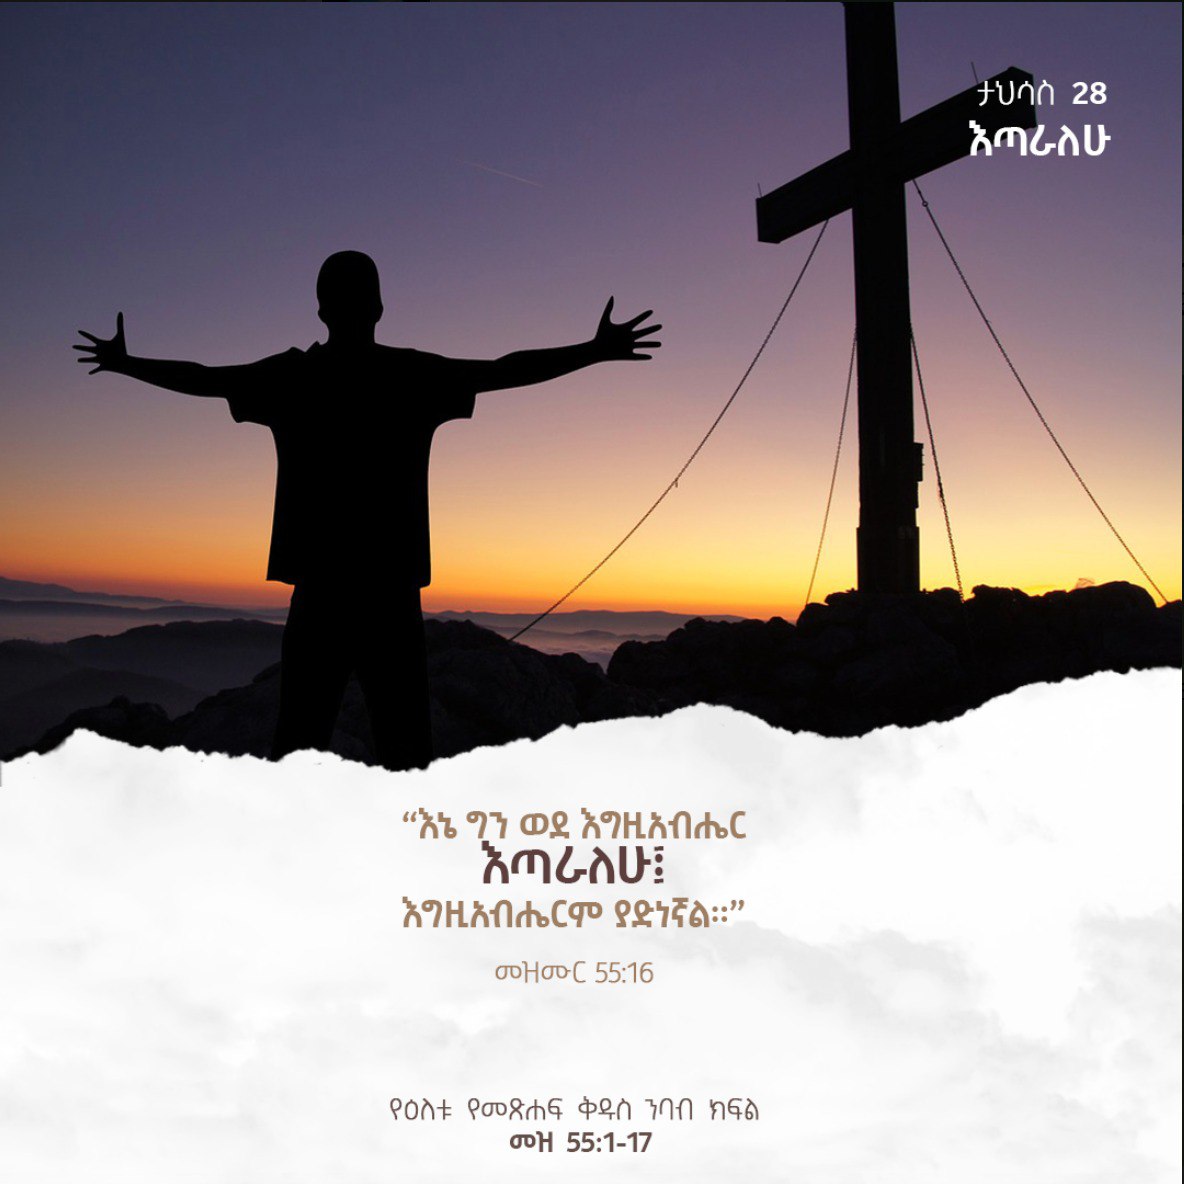 ታህሳስ 28
እጣራለሁ
“እኔ ግን ወደ እግዚአብሔር
እጣራለሁ፤
እግዚአብሔርም ያድነኛል።”
መዝሙር 55:16
የዕለቱ የመጽሐፍ ቅዱስ ንባብ ክፍል
መዝ 55:1-17